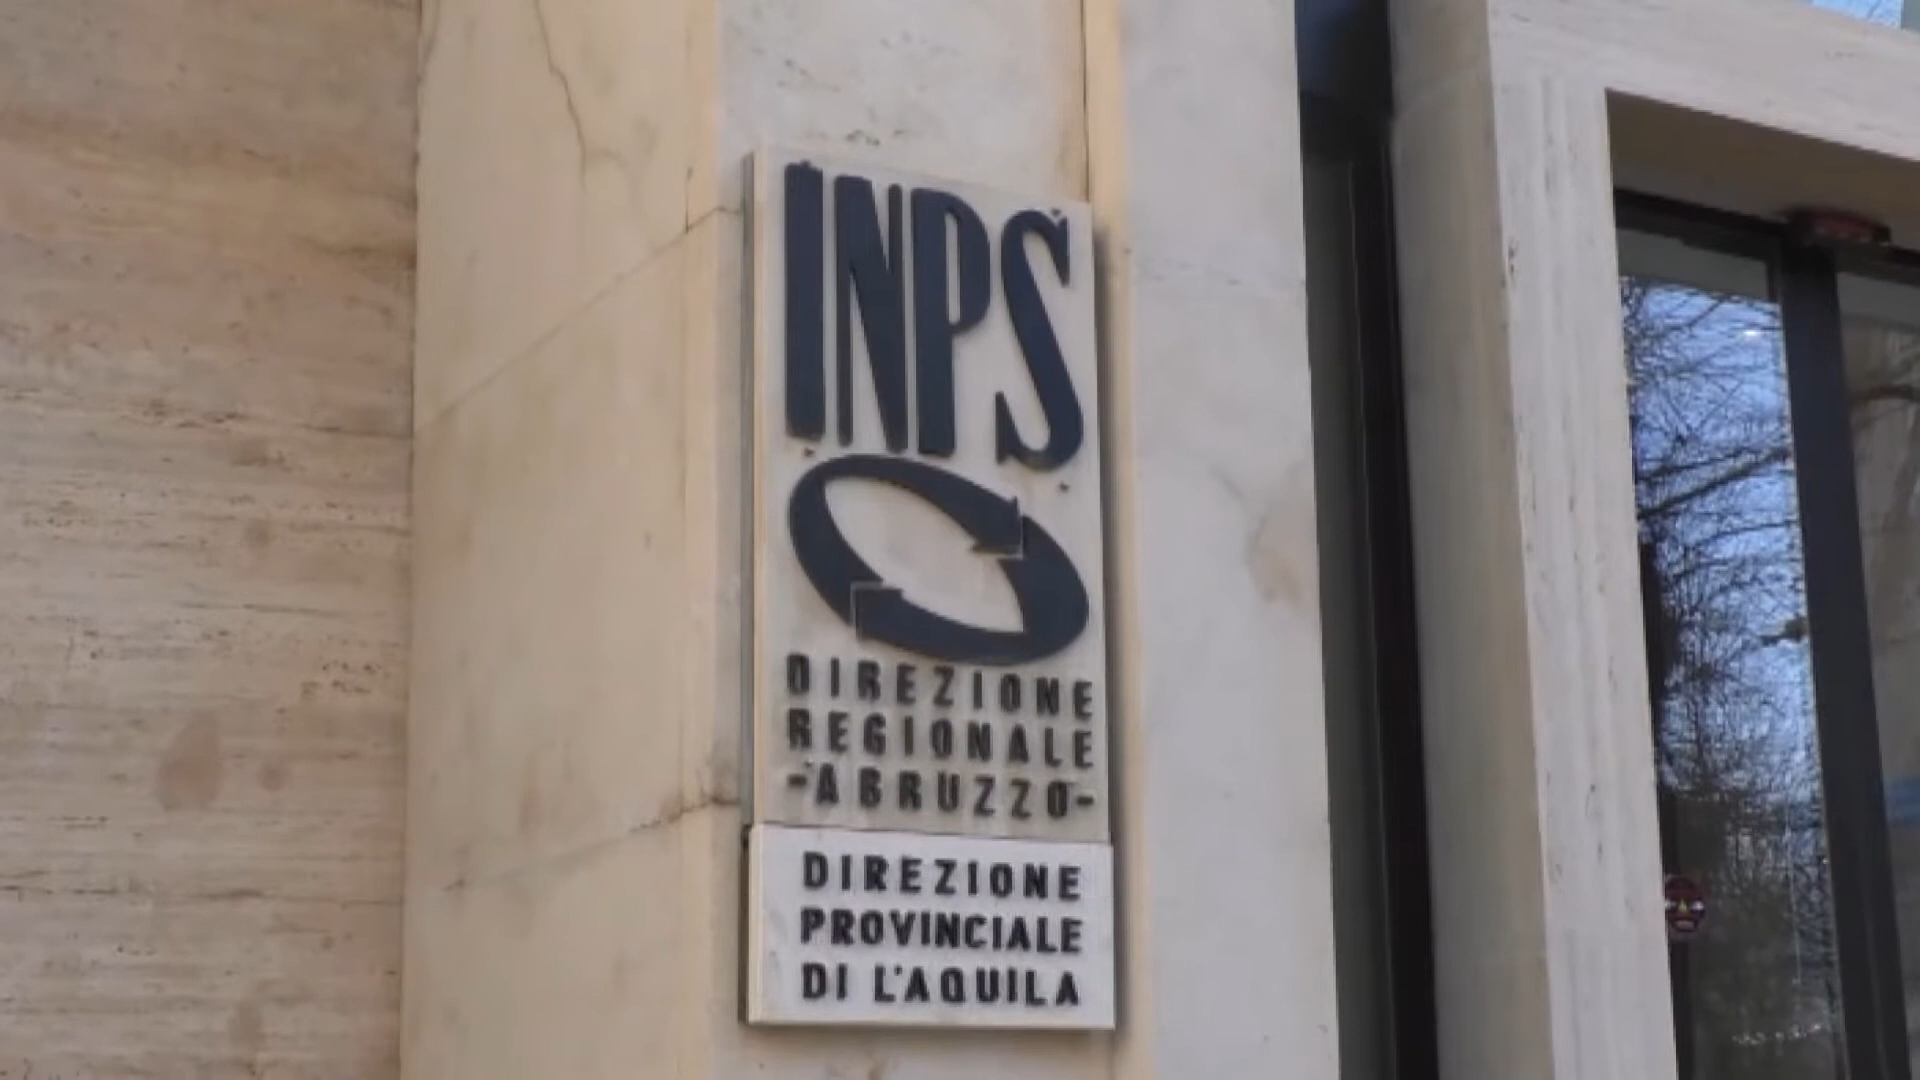 INPS
DIREZIONE
REGIONALE
-ABRUZZO-
DIREZIONE
PROVINCIALE
DI L'AQUILA